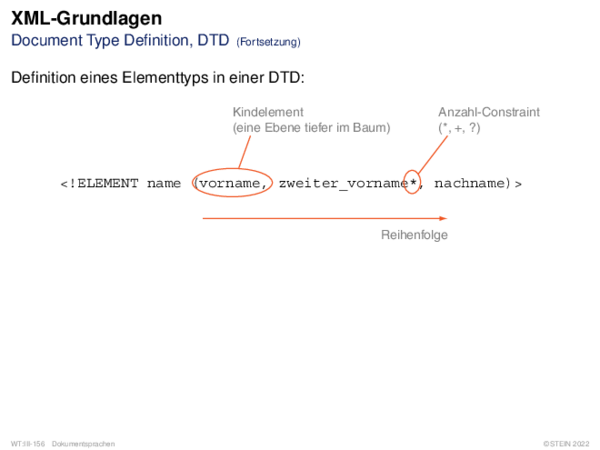 XML-Grundlagen
Document Type Definition, DTD (Fortsetzung)
Definition eines Elementtyps in einer DTD:
Kindelement
(eine Ebene tiefer im Baum)
Anzahl-Constraint
(*, +, ?)
<!ELEMENT name (vorname, zweiter_vorname*, nachname)>
Reihenfolge
WT:III-156 Dokumentsprachen
©STEIN 2022